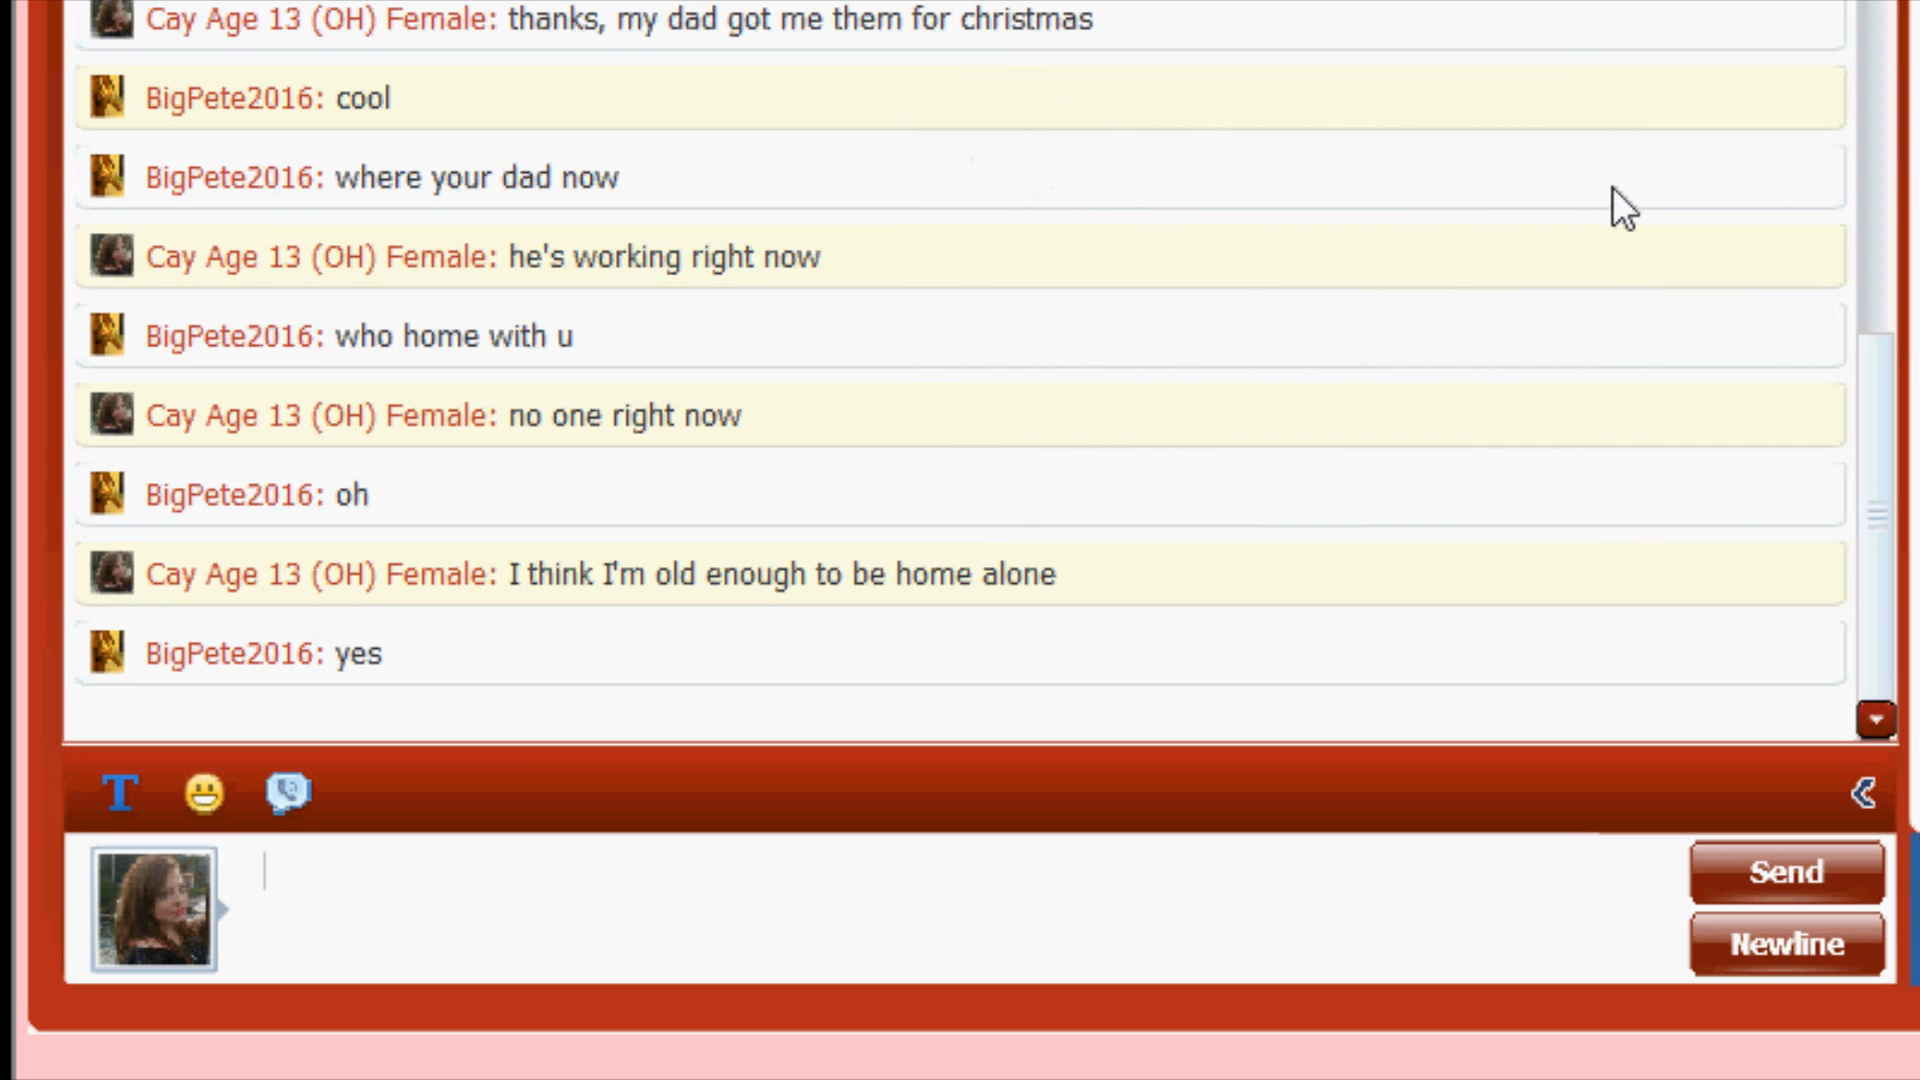 Cay Age 13 (OH) Female: thanks, my dad got me them for christmas
BigPete2016: cool
BigPete2016: where your dad now
Cay Age 13 (OH) Female: he's working right now
BigPete2016: who home with u
Cay Age 13 (OH) Female: no one right now
BigPete2016: oh
Cay Age 13 (OH) Female: I think I'm old enough to be home alone
BigPete2016: yes
T
Send
Newline